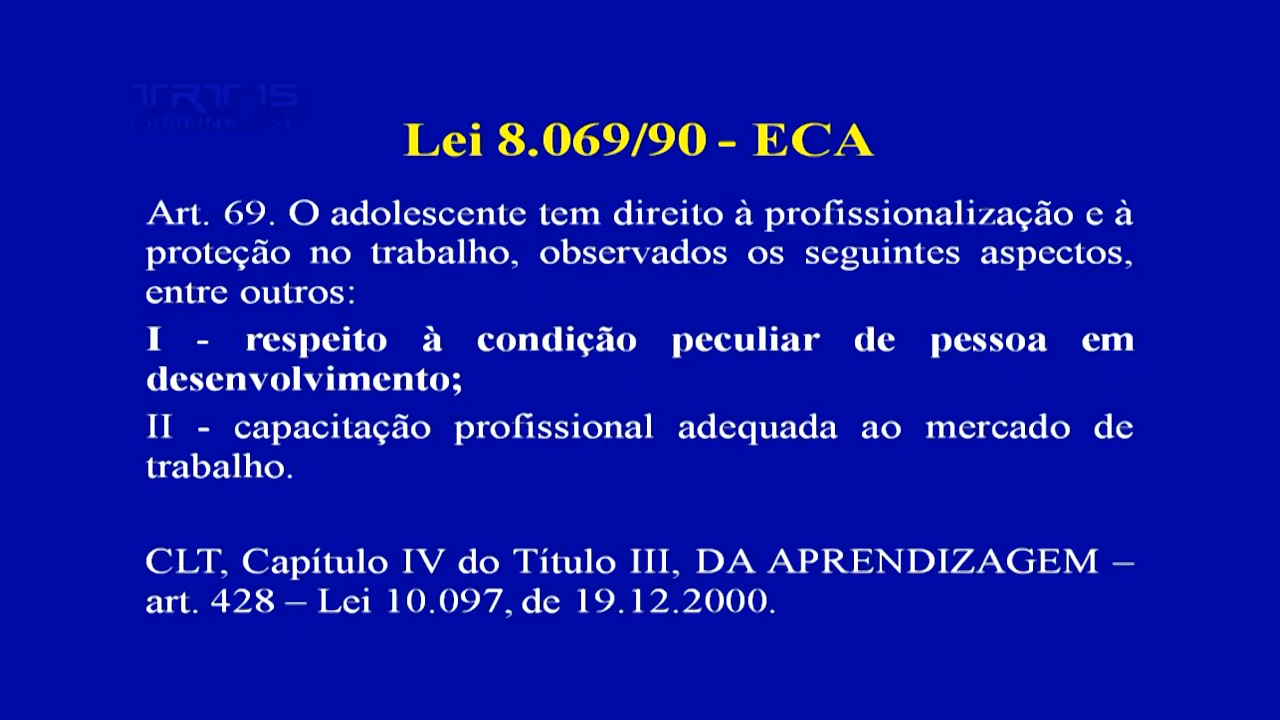 TRT 15
CAMPINAS - SP
Lei 8.069/90 - ECA
Art. 69. O adolescente tem direito à profissionalização e à
proteção no trabalho, observados os seguintes aspectos,
entre outros:
I - respeito à condição peculiar de pessoa em
desenvolvimento;
II - capacitação profissional adequada ao mercado de
trabalho.
CLT, Capítulo IV do Título III, DA APRENDIZAGEM –
art. 428 – Lei 10.097, de 19.12.2000.